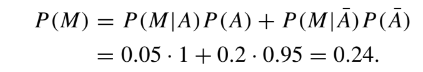 P(M) = P(M|A)P(A) + P(M|Ā)P(Ā)
= 0.05 · 1 + 0.2 · 0.95 = 0.24.